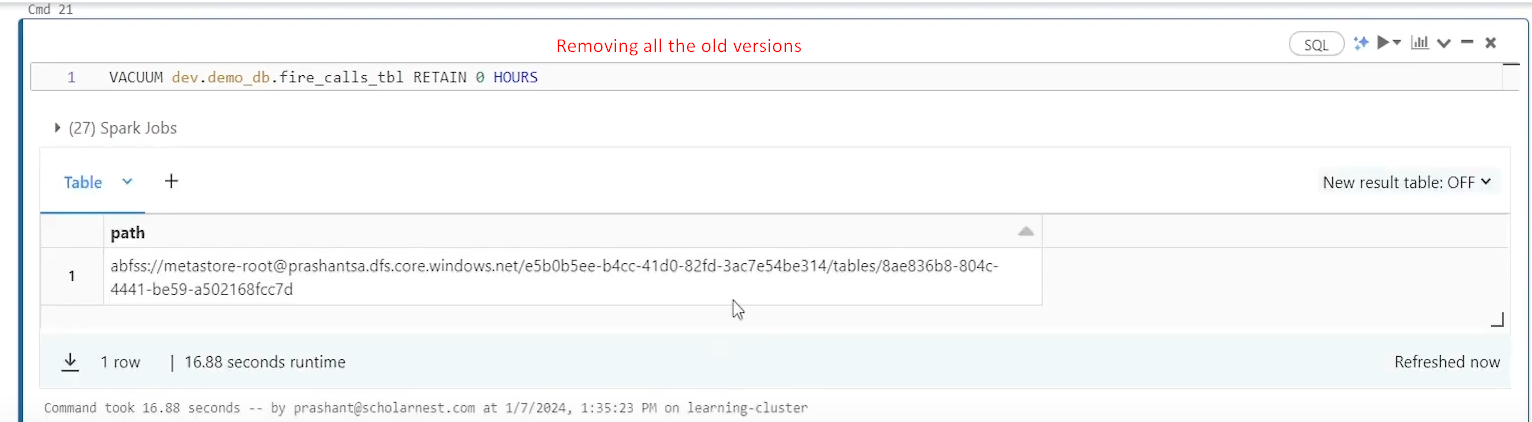 Cmd 21
Removing all the old versions
SQL
1 VACUUM dev.demo_db.fire_calls_tbl RETAIN 0 HOURS
(27) Spark Jobs
Table
+
New result table: OFF
path
1
abfss://metastore-root@prashantsa.dfs.core.windows.net/e5b0b5ee-b4cc-41d0-82fd-3ac7e54be314/tables/8ae836b8-804c-
4441-be59-a502168fcc7d
1 row | 16.88 seconds runtime
Refreshed now
Command took 16.88 seconds -- by prashant@scholarnest.com at 1/7/2024, 1:35:23 PM on learning-cluster